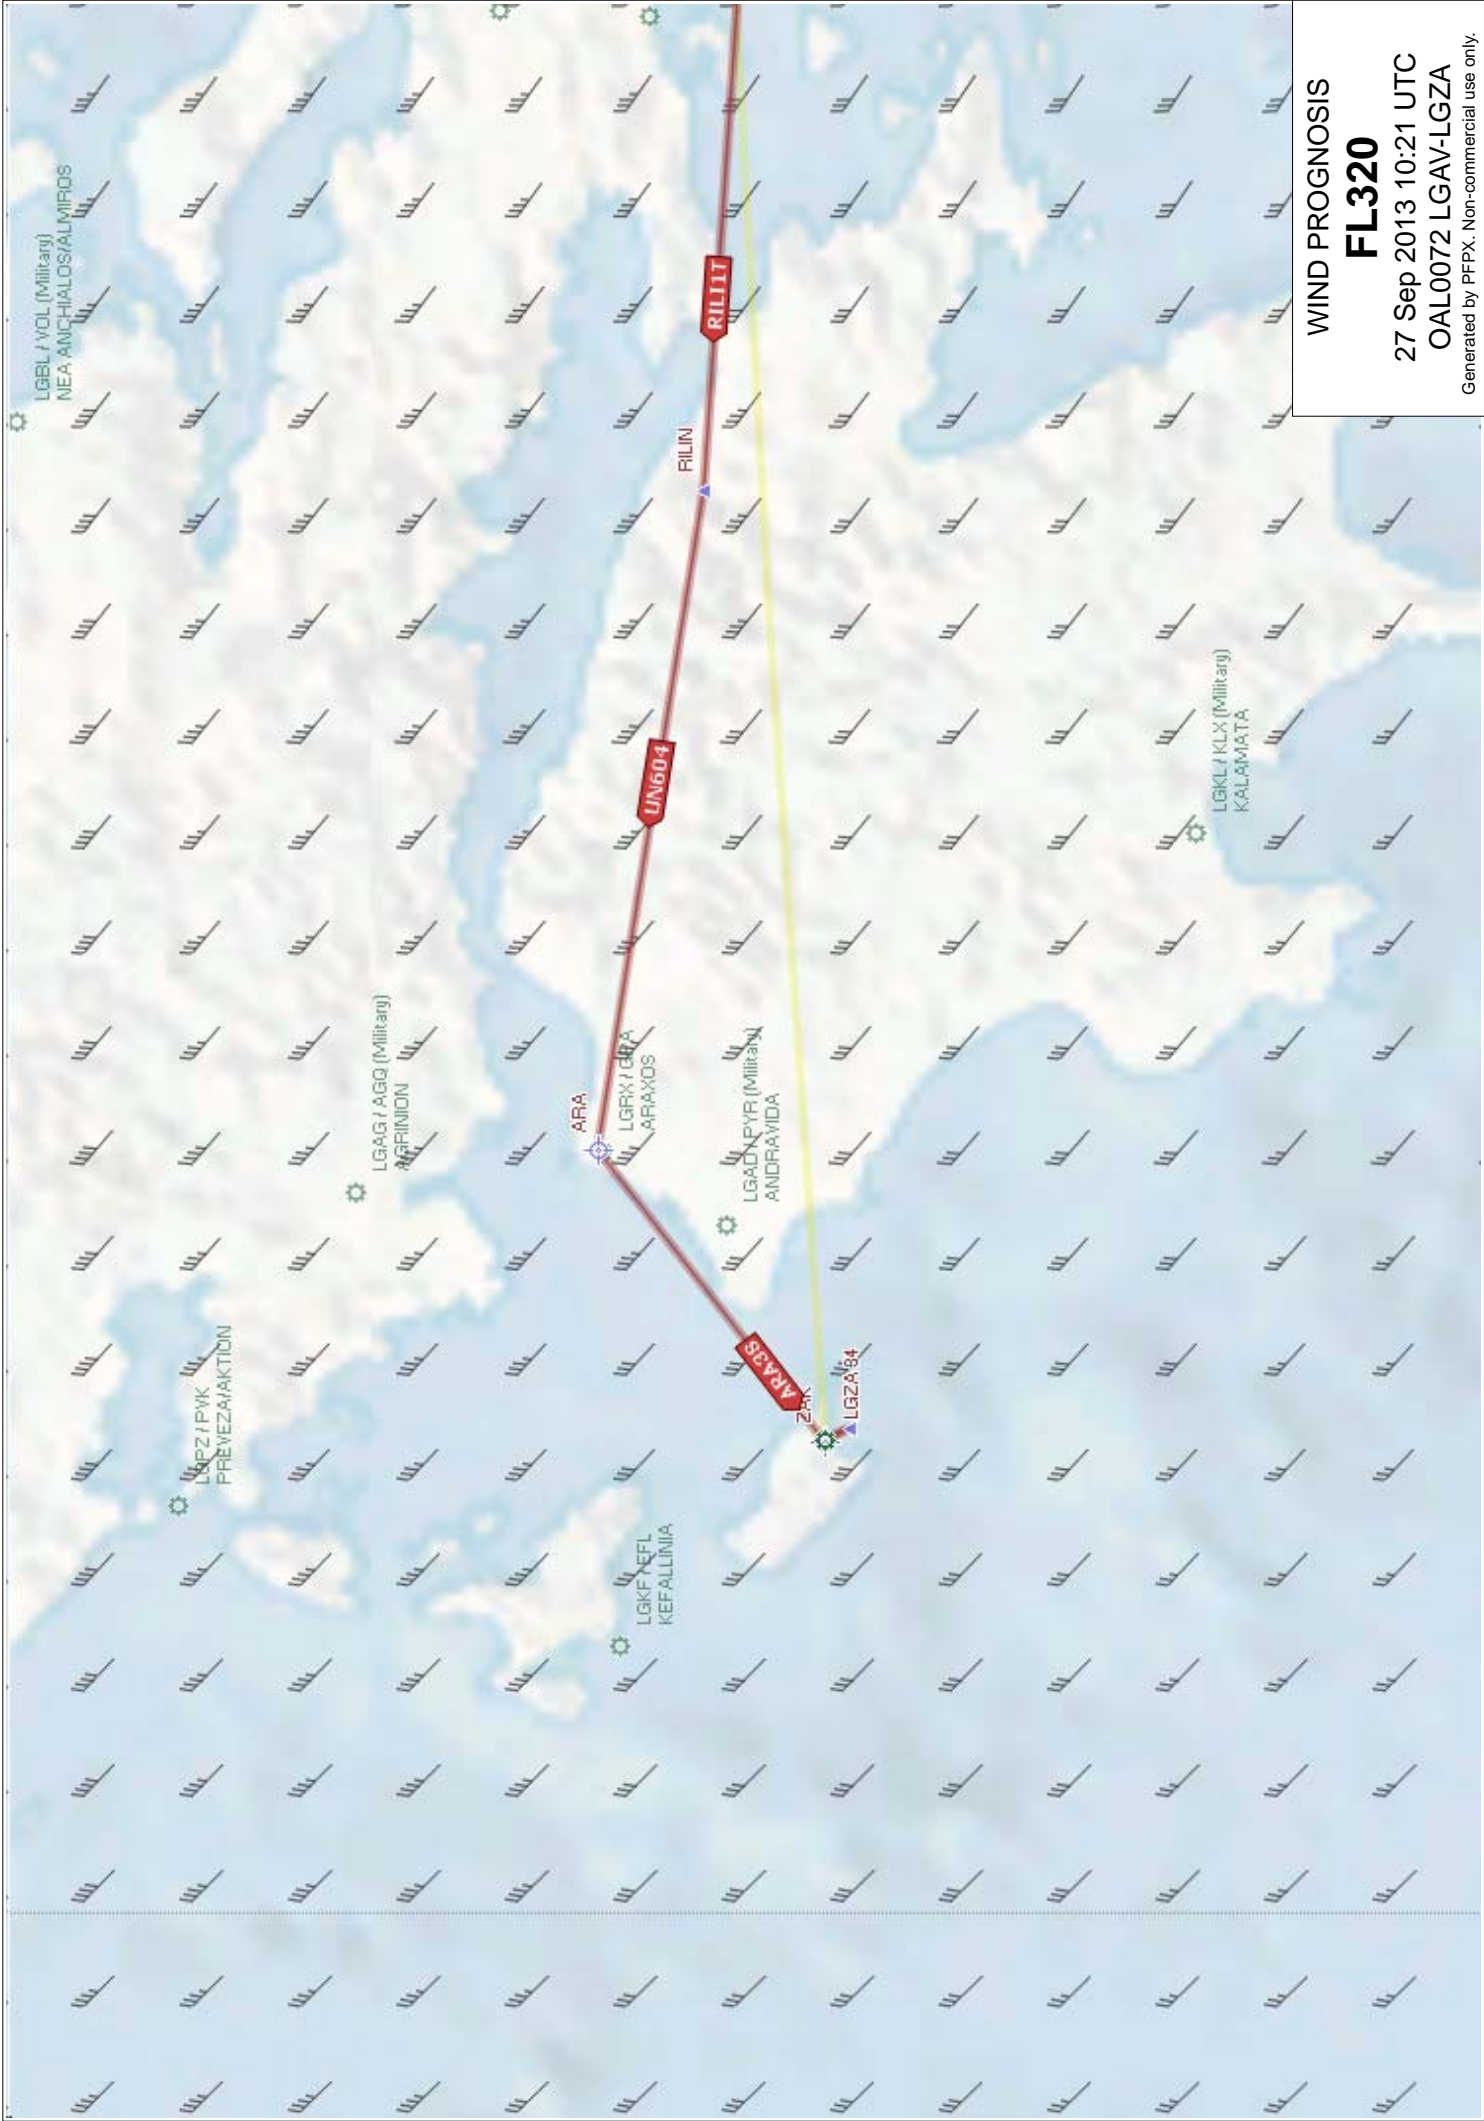 LGBL / VOL (Military)
NEA ANCHIALOS/ALMIROS
RILI1T
RILIN
UN604
LGKL / KLX (Military)
KALAMATA
LGAG / AGQ (Military)
AGRINION
ARA
LGRX / GPA
ARAXOS
LGAD / PYR (Military)
ANDRAVIDA
LGPZ / PVK
PREVEZA/AKTION
ARA3S
ZAK
LGZA 84
LGKF / EFL
KEFALLINIA
WIND PROGNOSIS
FL320
27 Sep 2013 10:21 UTC
OAL0072 LGAV-LGZA
Generated by PFPX. Non-commercial use only.